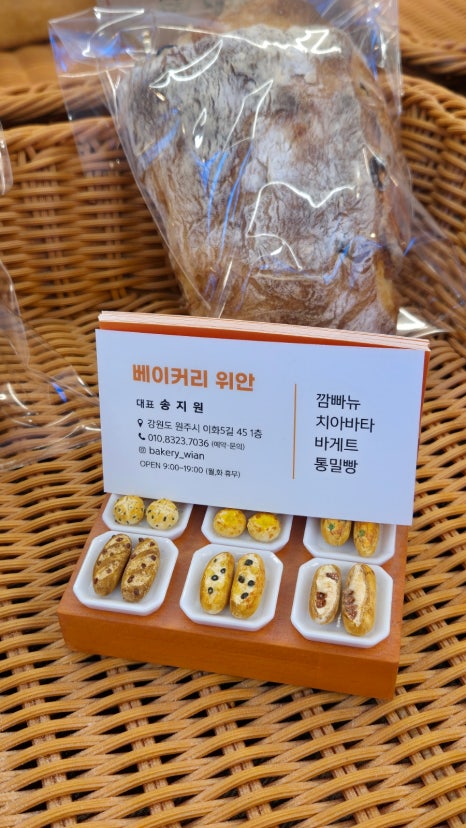 베이커리 위안
대표 송지원
강원도 원주시 이화5길 45 1층
010.8323.7036 (예약·문의)
bakery_wian
OPEN 9:00~19:00 (월,화 휴무)
깜빠뉴
치아바타
바게트
통밀빵